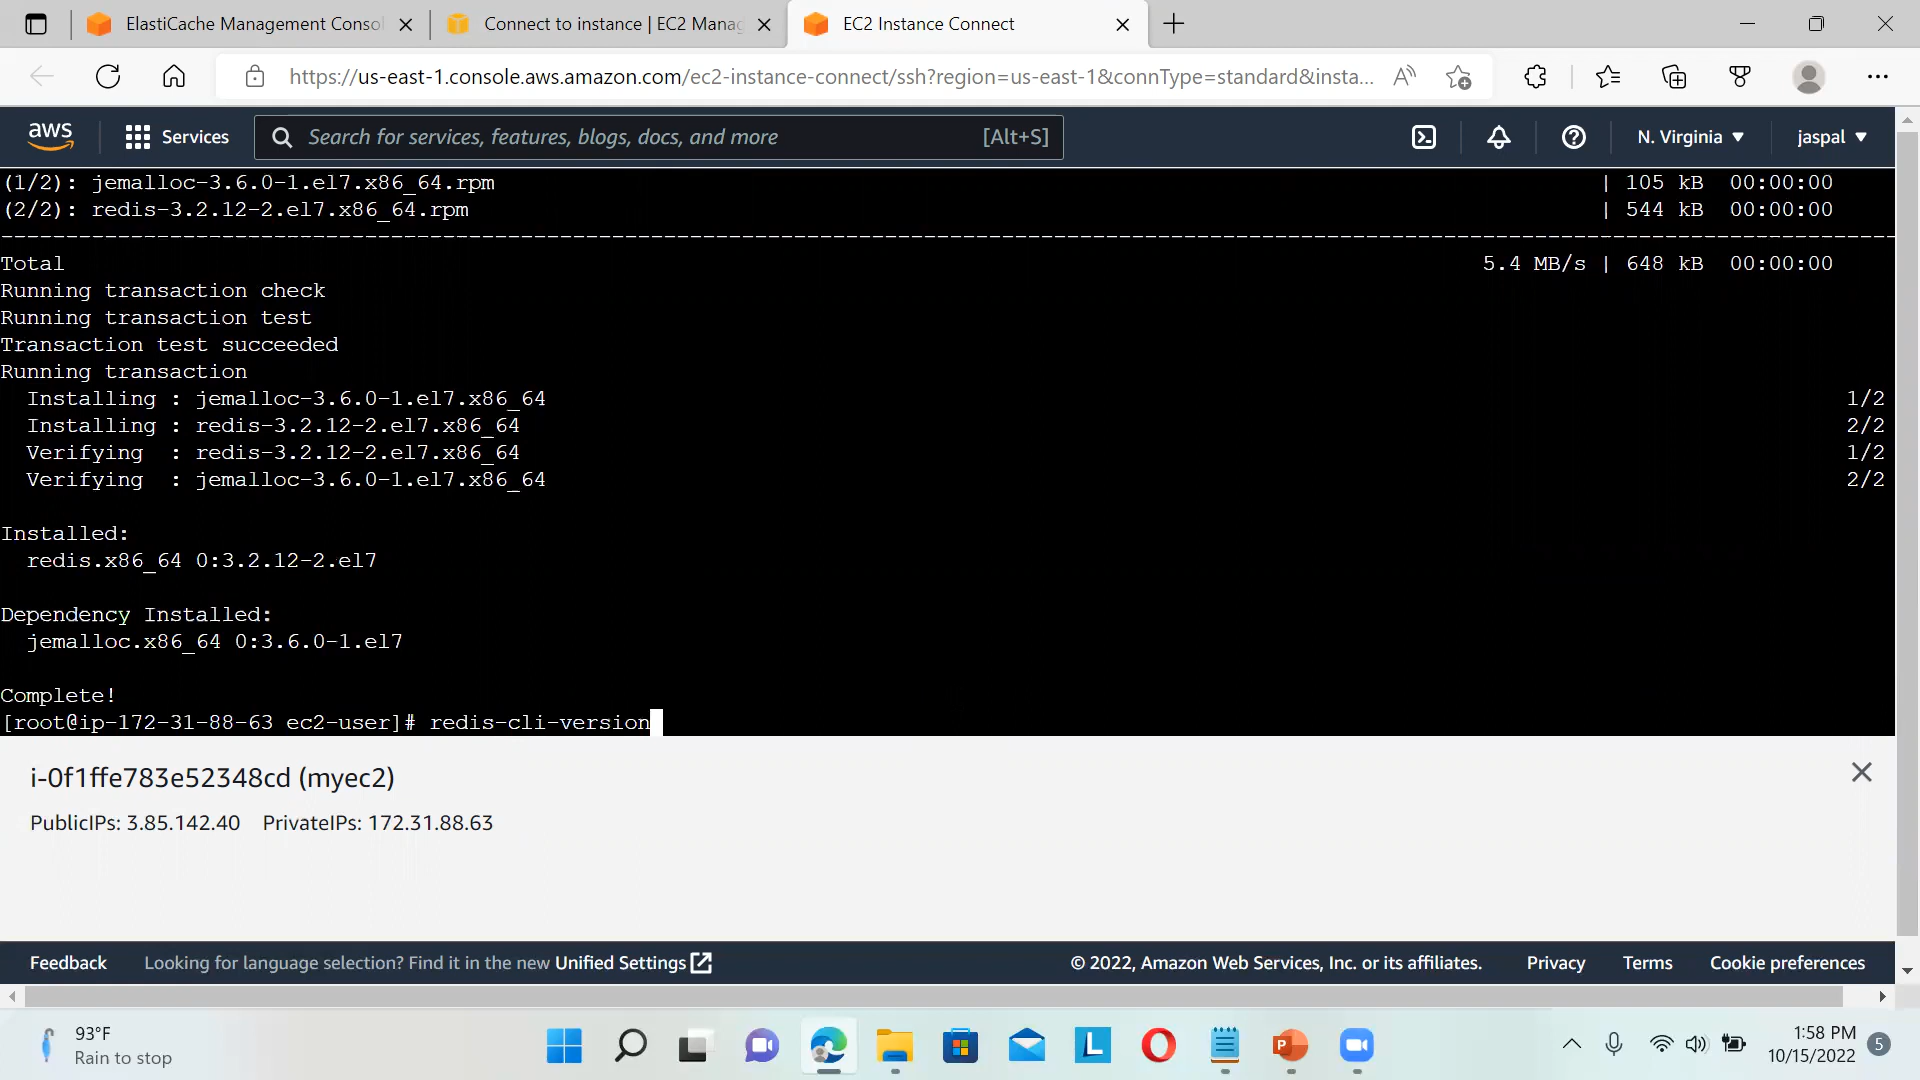 ElastiCache Management Consol
Connect to instance | EC2 Manag
EC2 Instance Connect
https://us-east-1.console.aws.amazon.com/ec2-instance-connect/ssh?region=us-east-1&connType=standard&insta...
aws
Services
Search for services, features, blogs, docs, and more
[Alt+S]
N. Virginia
jaspal
(1/2): jemalloc-3.6.0-1.el7.x86_64.rpm | 105 kB 00:00:00
(2/2): redis-3.2.12-2.el7.x86_64.rpm | 544 kB 00:00:00
Total 5.4 MB/s | 648 kB 00:00:00
Running transaction check
Running transaction test
Transaction test succeeded
Running transaction
Installing : jemalloc-3.6.0-1.el7.x86_64 1/2
Installing : redis-3.2.12-2.el7.x86_64 2/2
Verifying : redis-3.2.12-2.el7.x86_64 1/2
Verifying : jemalloc-3.6.0-1.el7.x86_64 2/2
Installed:
redis.x86_64 0:3.2.12-2.el7
Dependency Installed:
jemalloc.x86_64 0:3.6.0-1.el7
Complete!
[root@ip-172-31-88-63 ec2-user]# redis-cli-version
i-0f1ffe783e52348cd (myec2)
PublicIPs: 3.85.142.40 PrivateIPs: 172.31.88.63
Feedback
Looking for language selection? Find it in the new Unified Settings
© 2022, Amazon Web Services, Inc. or its affiliates.
Privacy
Terms
Cookie preferences
93°F
Rain to stop
1:58 PM
10/15/2022
5